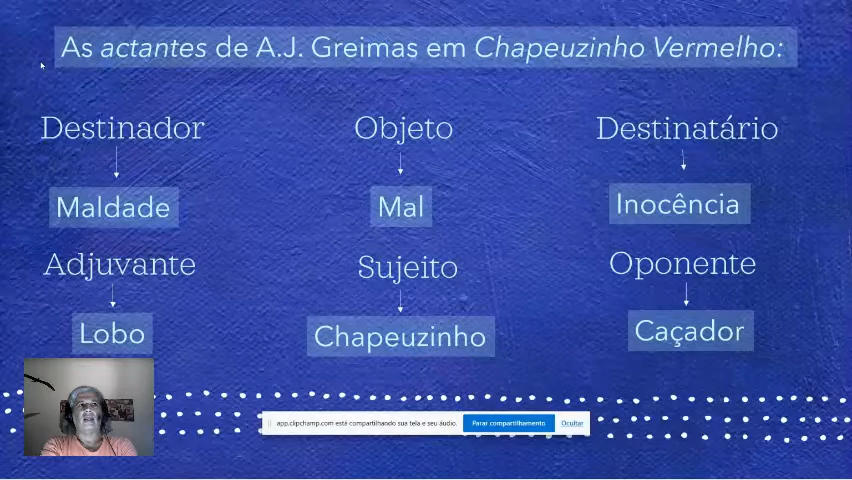 As actantes de A.J. Greimas em Chapeuzinho Vermelho:
Destinador
Objeto
Destinatário
Maldade
Mal
Inocência
Adjuvante
Sujeito
Oponente
Lobo
Chapeuzinho
Caçador
app.clipchamp.com está compartilhando sua tela e seu áudio.
Parar compartilhamento
Ocultar